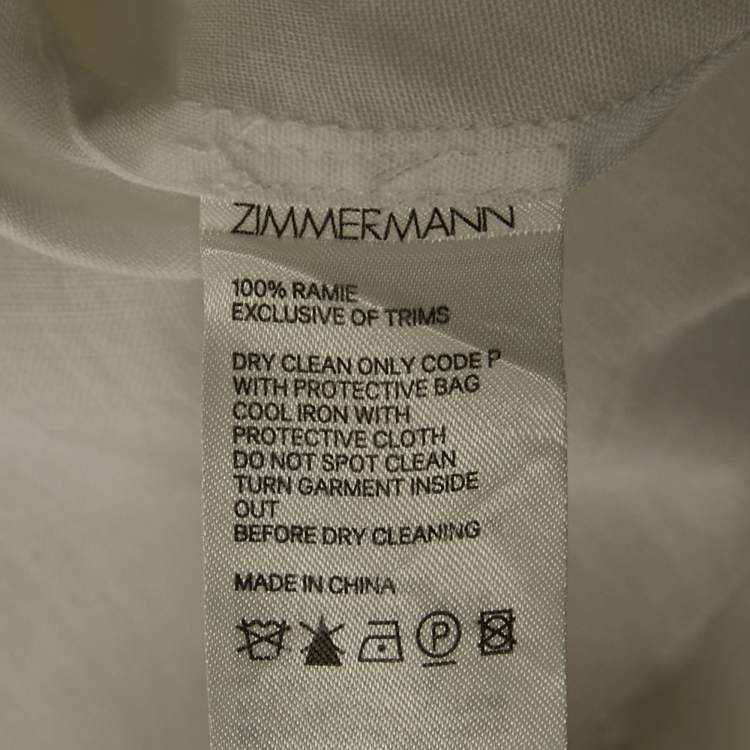 ZIMMERMANN
100% RAMIE
EXCLUSIVE OF TRIMS
DRY CLEAN ONLY CODE P
WITH PROTECTIVE BAG
COOL IRON WITH
PROTECTIVE CLOTH
DO NOT SPOT CLEAN
TURN GARMENT INSIDE
OUT
BEFORE DRY CLEANING
MADE IN CHINA
P